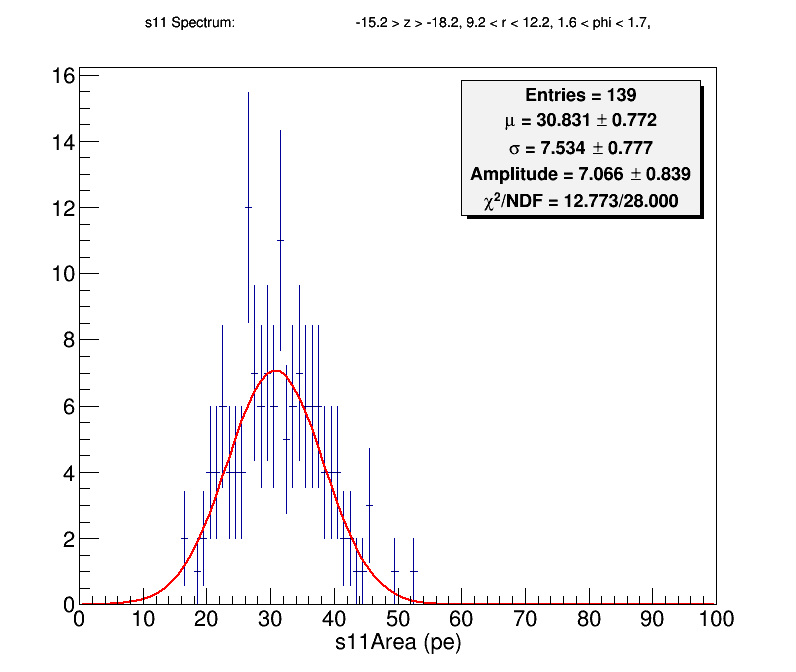 s11 Spectrum: -15.2 > z > -18.2, 9.2 < r < 12.2, 1.6 < phi < 1.7,
Entries = 139
μ = 30.831 ± 0.772
σ = 7.534 ± 0.777
Amplitude = 7.066 ± 0.839
χ²/NDF = 12.773/28.000
16
14
12
10
8
6
4
2
0
0 10 20 30 40 50 60 70 80 90 100
s11Area (pe)